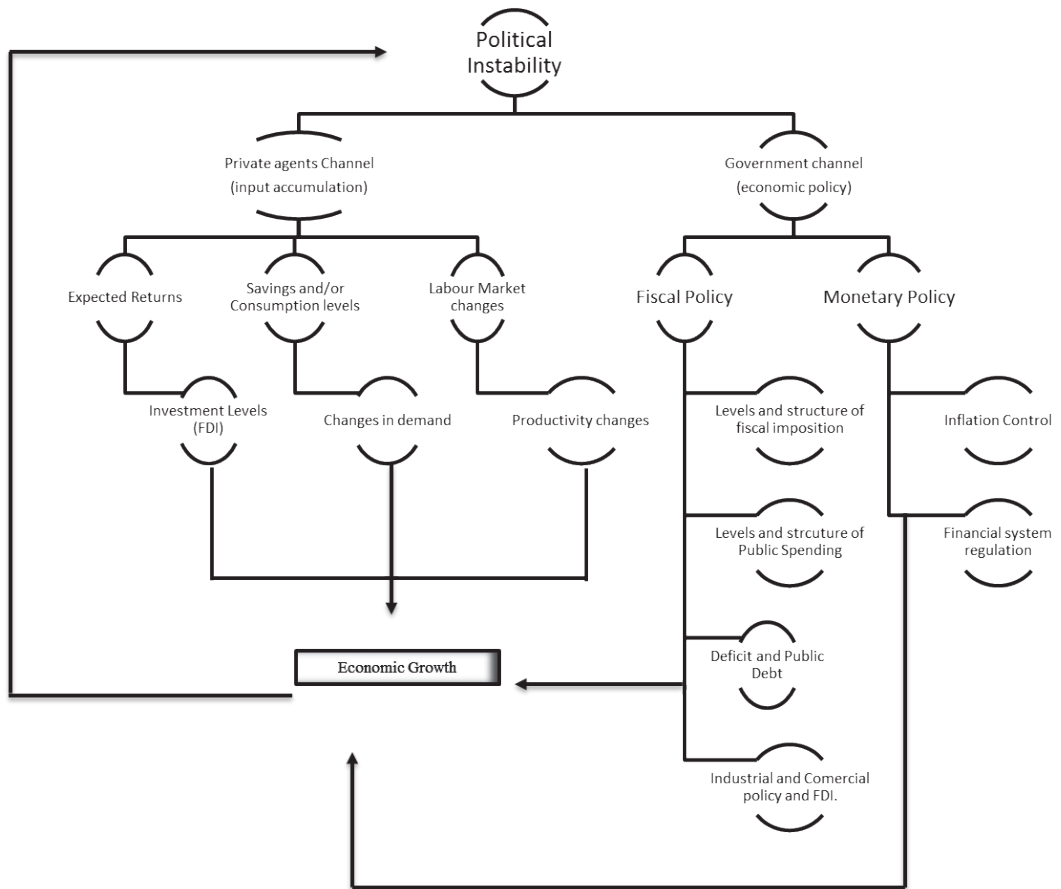 Political
Instability
Private agents Channel
(input accumulation)
Government channel
(economic policy)
Expected Returns
Savings and/or
Consumption levels
Labour Market
changes
Fiscal Policy
Monetary Policy
Investment Levels
(FDI)
Changes in demand
Productivity changes
Levels and structure of
fiscal imposition
Inflation Control
Levels and strcuture of
Public Spending
Financial system
regulation
Economic Growth
Deficit and Public
Debt
Industrial and Comercial
policy and FDI.